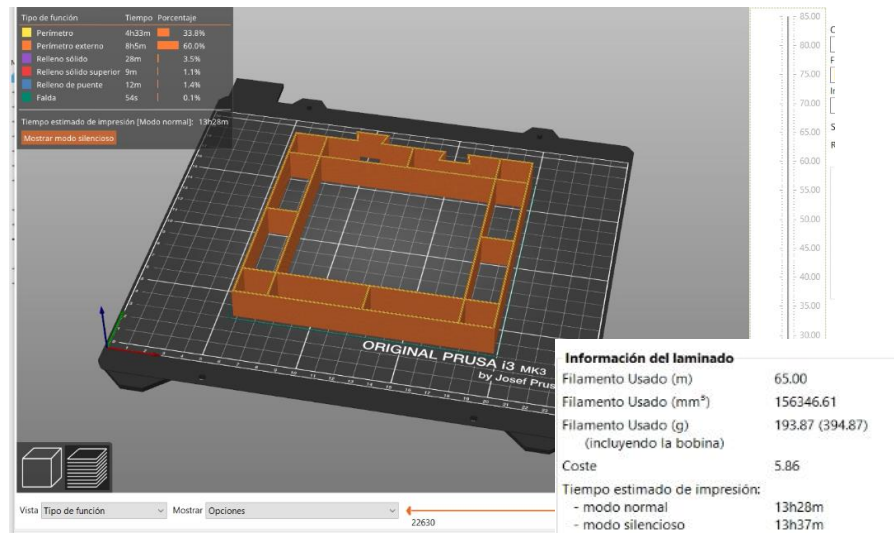 Tipo de función Tiempo Porcentaje
Perímetro 4h33m 33.8%
Perímetro externo 8h5m 60.0%
Relleno sólido 28m 3.5%
Relleno sólido superior 9m 1.1%
Relleno de puente 12m 1.4%
Falda 54s 0.1%
Tiempo estimado de impresión [Modo normal]: 13h28m
Mostrar modo silencioso
85.00
80.00
75.00
70.00
65.00
60.00
55.00
50.00
45.00
40.00
35.00
30.00
ORIGINAL PRUSA i3 MK3
by Josef Prus
Información del laminado
Filamento Usado (m) 65.00
Filamento Usado (mm³) 156346.61
Filamento Usado (g) 193.87 (394.87)
(incluyendo la bobina)
Coste 5.86
Tiempo estimado de impresión:
- modo normal 13h28m
- modo silencioso 13h37m
Vista Tipo de función Mostrar Opciones
22630